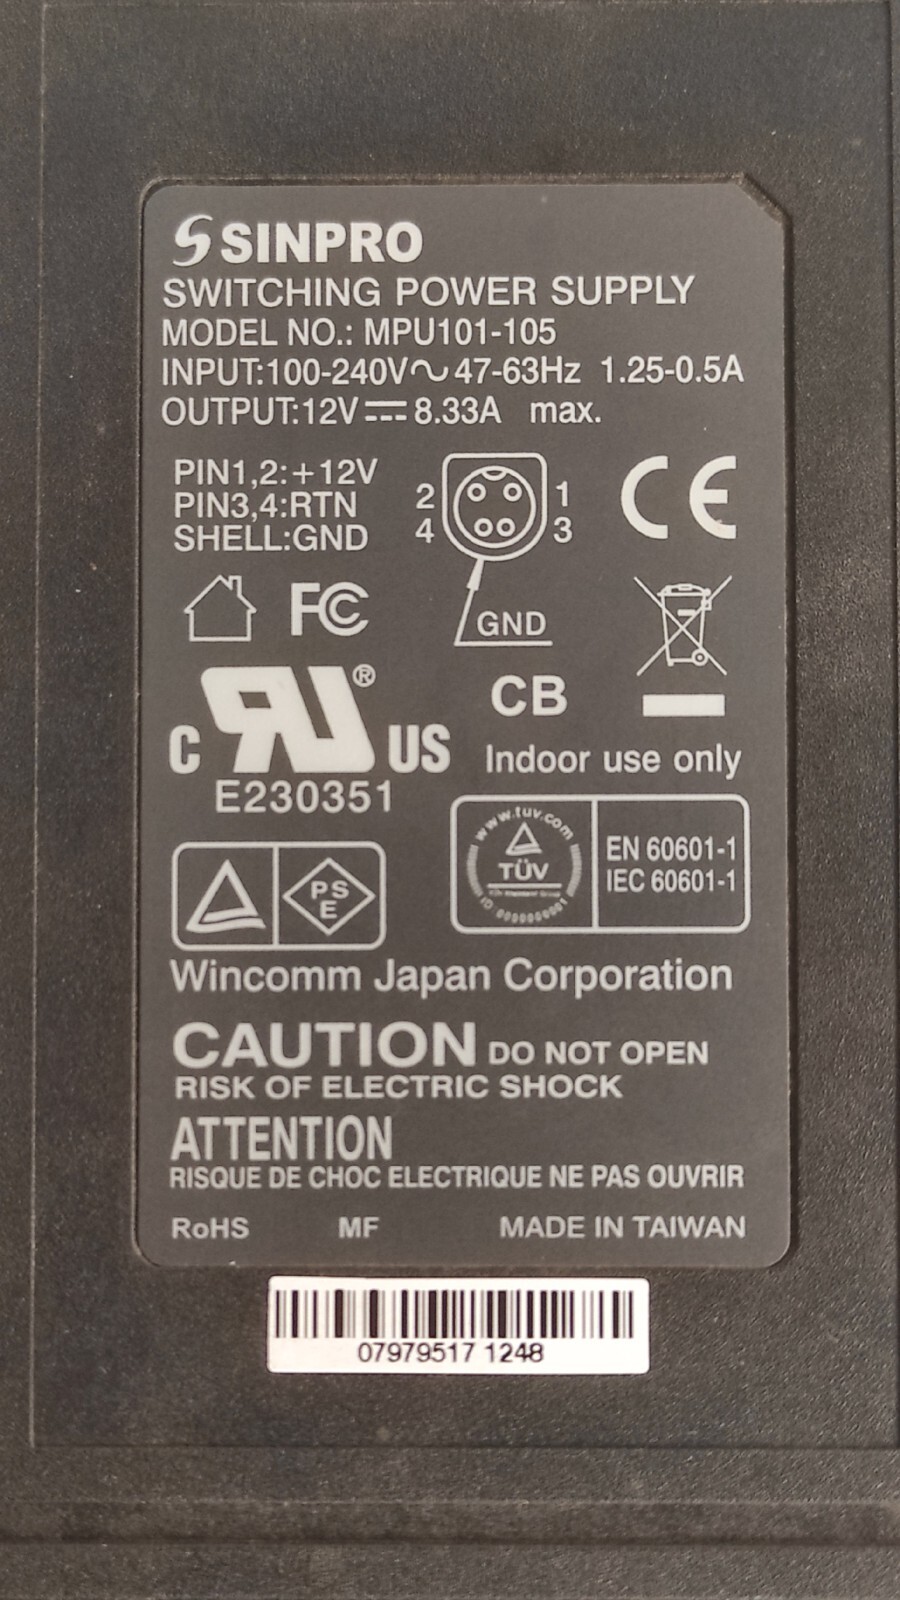 SINPRO
SWITCHING POWER SUPPLY
MODEL NO.: MPU101-105
INPUT:100-240V～47-63Hz 1.25-0.5A
OUTPUT:12V⎓8.33A max.
PIN1,2:+12V
PIN3,4:RTN
SHELL:GND
2 1
4 3
GND
CE
FC
CB
c RU ® US
E230351
Indoor use only
www.tuv.com
TÜV
ID:0000000001
EN 60601-1
IEC 60601-1
PS
E
Wincomm Japan Corporation
CAUTION DO NOT OPEN
RISK OF ELECTRIC SHOCK
ATTENTION
RISQUE DE CHOC ELECTRIQUE NE PAS OUVRIR
RoHS MF MADE IN TAIWAN
07979517 1248